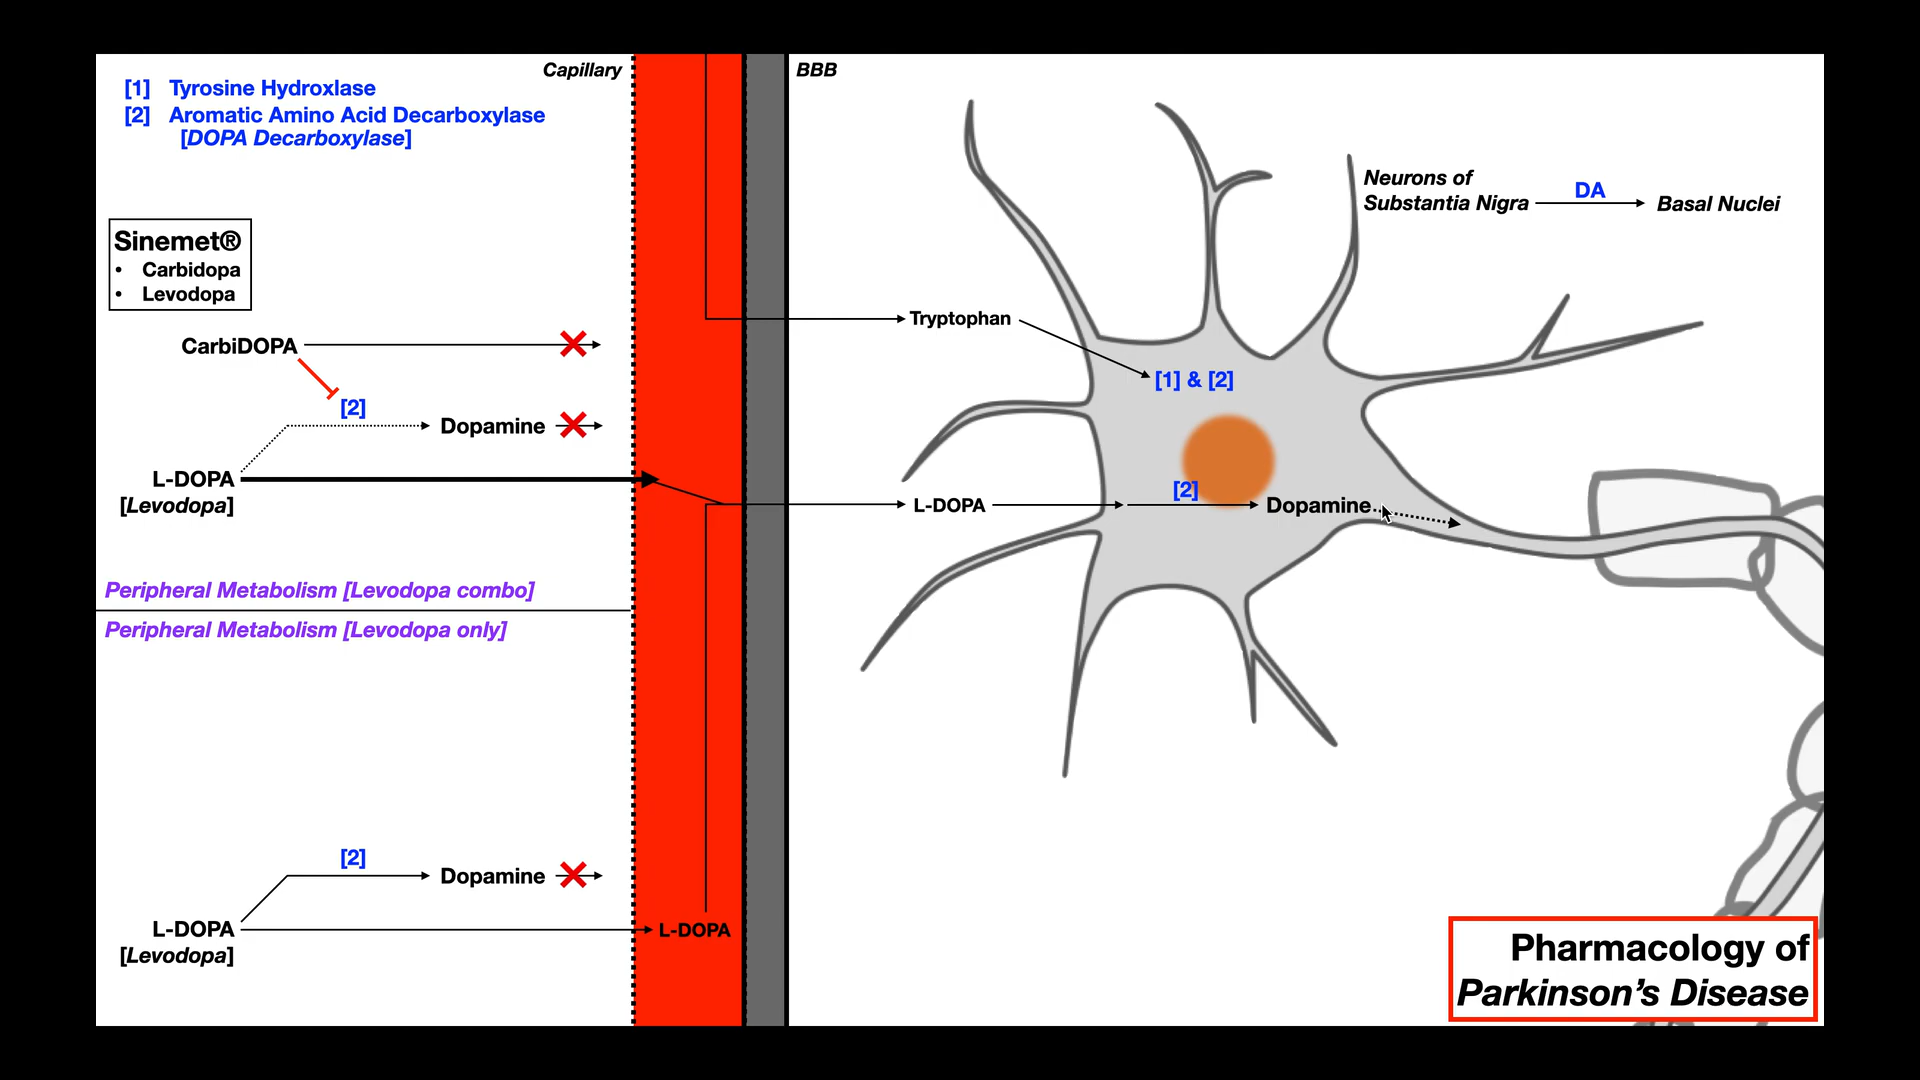 [1] Tyrosine Hydroxlase
[2] Aromatic Amino Acid Decarboxylase
[DOPA Decarboxylase]
Capillary
BBB
Sinemet®
• Carbidopa
• Levodopa
CarbiDOPA
[2]
Dopamine
L-DOPA
[Levodopa]
Peripheral Metabolism [Levodopa combo]
Peripheral Metabolism [Levodopa only]
[2]
Dopamine
L-DOPA
[Levodopa]
L-DOPA
Neurons of
Substantia Nigra
DA
Basal Nuclei
Tryptophan
[1] & [2]
L-DOPA
[2]
Dopamine
Pharmacology of
Parkinson's Disease